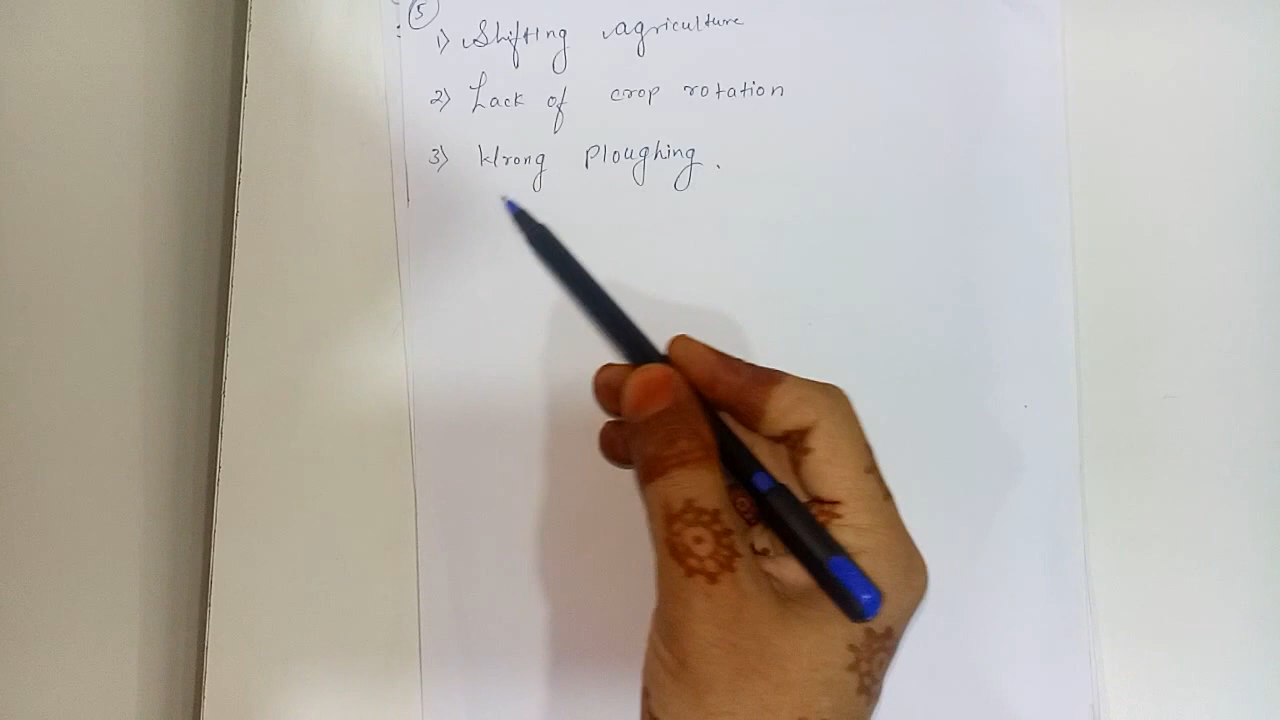 5
1) Shifting agriculture
2) Lack of crop rotation
3) Wrong Ploughing.